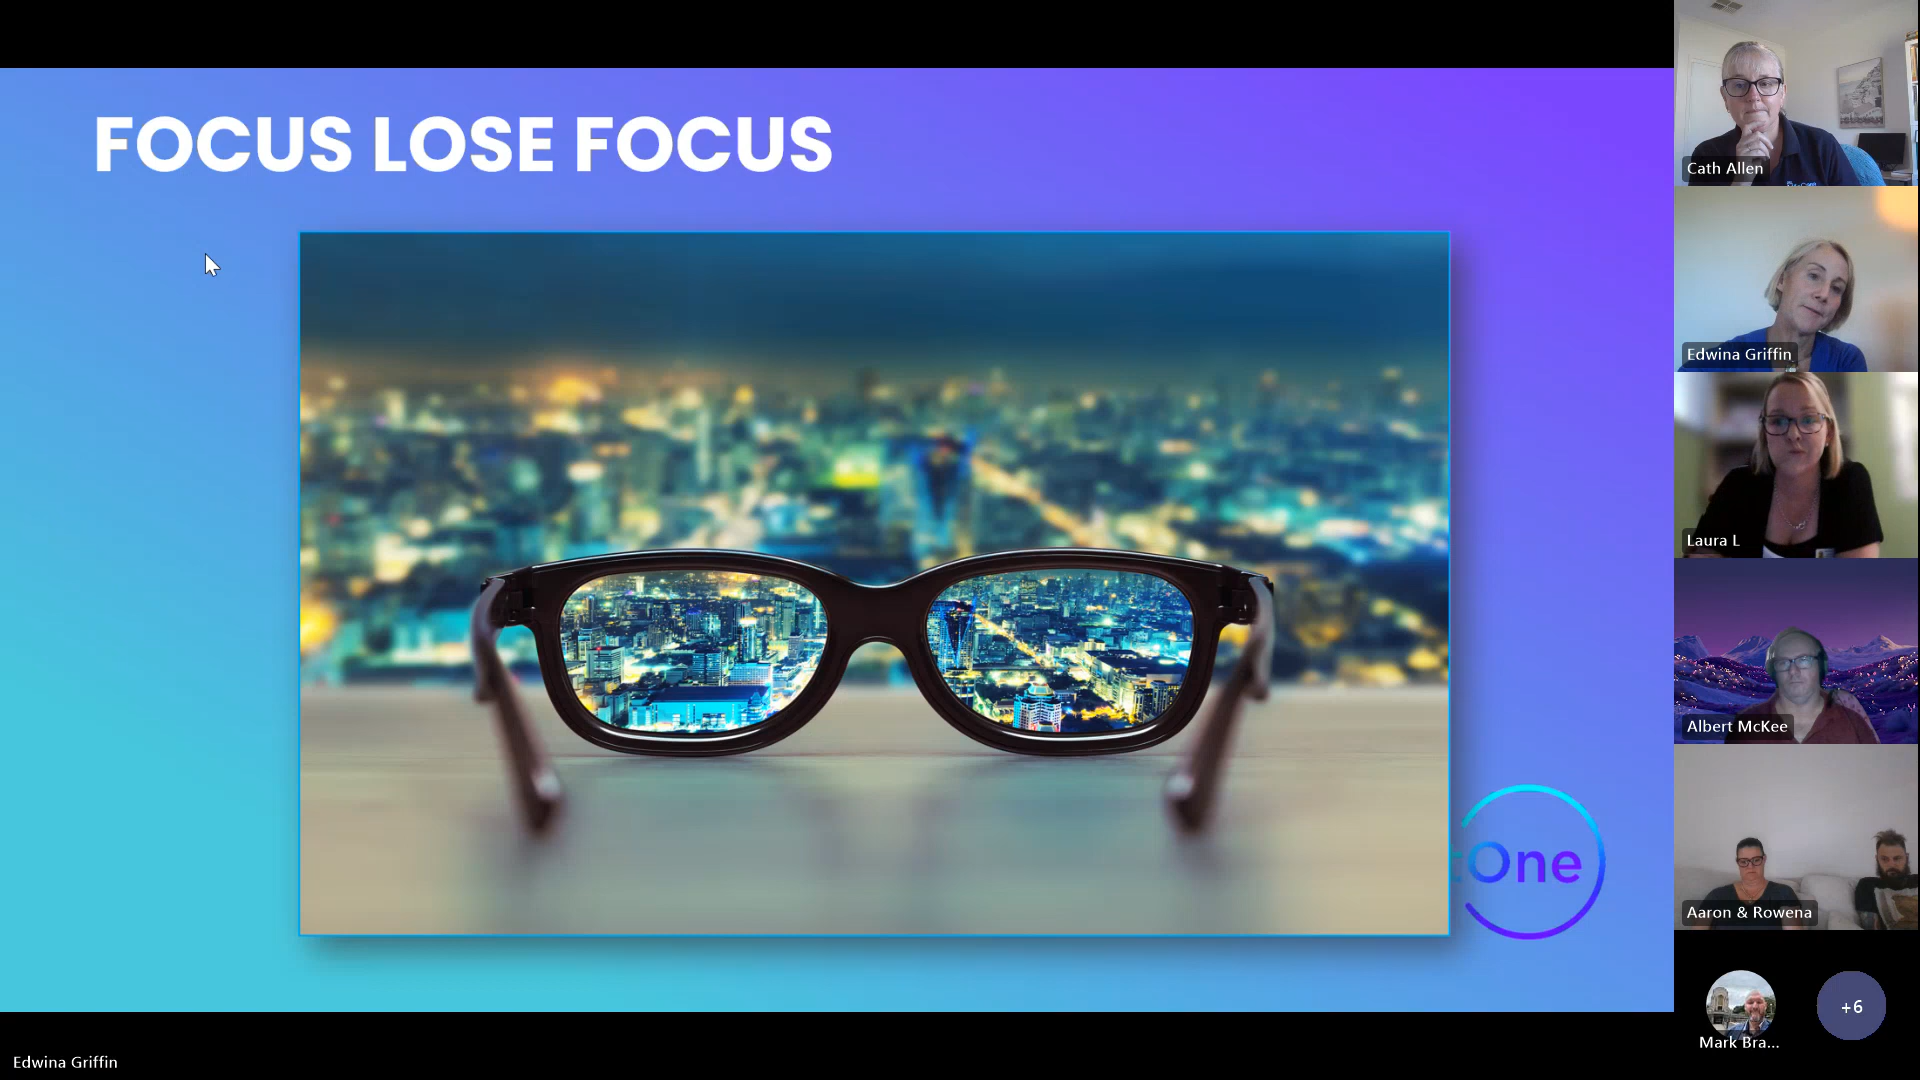 FOCUS LOSE FOCUS
One
Cath Allen
Edwina Griffin
Laura L
Albert McKee
Aaron & Rowena
Mark Bra...
+6
Edwina Griffin